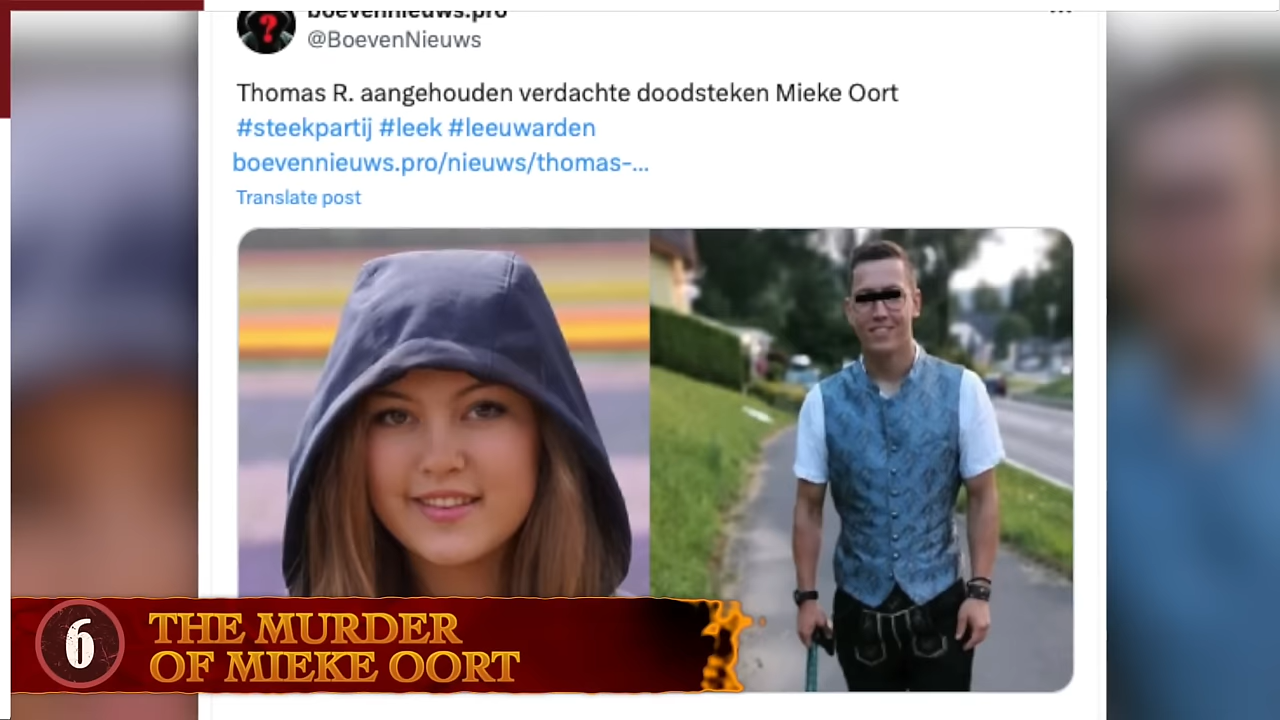 boevennieuws.pro
@BoevenNieuws
Thomas R. aangehouden verdachte doodsteken Mieke Oort
#steekpartij #leek #leeuwarden
boevennieuws.pro/nieuws/thomas-...
Translate post
6
THE MURDER
OF MIEKE OORT